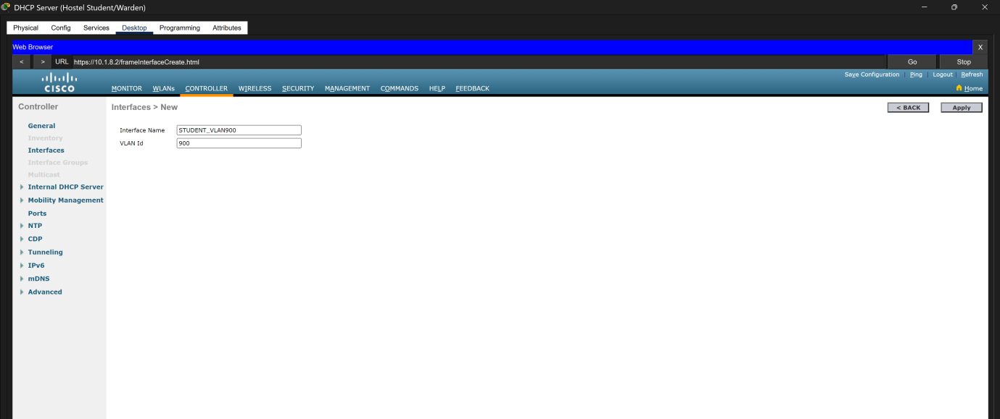 DHCP Server (Hostel Student/Warden)
Physical Config Services Desktop Programming Attributes
Web Browser X
< > URL https://10.1.8.2/frameInterfaceCreate.html Go Stop
Save Configuration | Ping | Logout | Refresh
CISCO
MONITOR WLANs CONTROLLER WIRELESS SECURITY MANAGEMENT COMMANDS HELP FEEDBACK Home
Controller
Interfaces > New < BACK Apply
General
Interface Name STUDENT_VLAN900
Inventory
VLAN Id 900
Interfaces
Interface Groups
Multicast
Internal DHCP Server
Mobility Management
Ports
NTP
CDP
Tunneling
IPv6
mDNS
Advanced